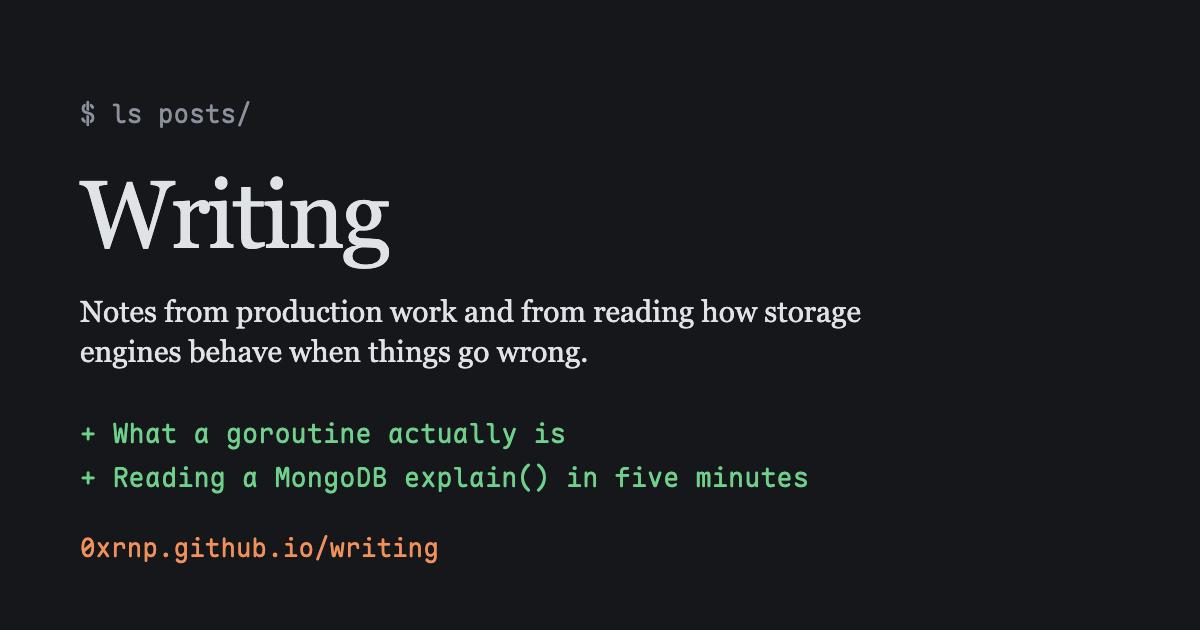 $ ls posts/
Writing
Notes from production work and from reading how storage
engines behave when things go wrong.
+ What a goroutine actually is
+ Reading a MongoDB explain() in five minutes
0xrnp.github.io/writing